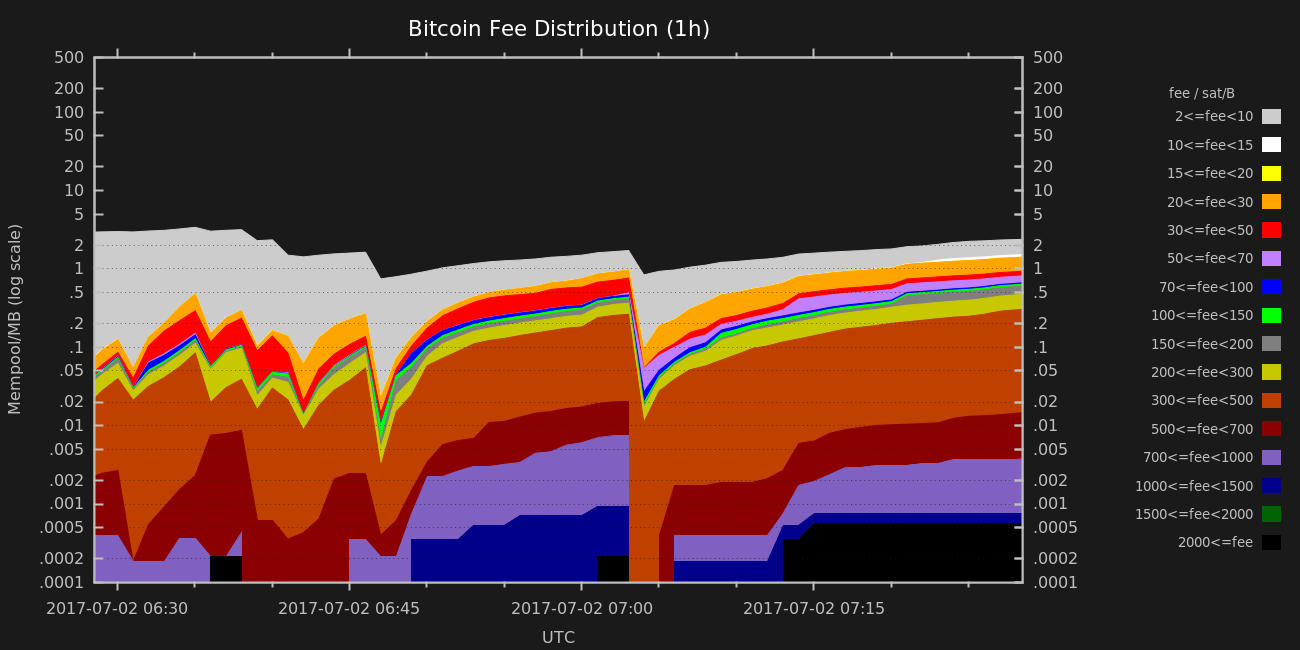 Bitcoin Fee Distribution (1h)
500
200
100
50
20
10
5
2
1
.5
.2
.1
.05
.02
.01
.005
.002
.001
.0005
.0002
.0001
Mempool/MB (log scale)
500
200
100
50
20
10
5
2
1
.5
.2
.1
.05
.02
.01
.005
.002
.001
.0005
.0002
.0001
2017-07-02 06:30
2017-07-02 06:45
2017-07-02 07:00
2017-07-02 07:15
UTC
fee / sat/B
2<=fee<10
10<=fee<15
15<=fee<20
20<=fee<30
30<=fee<50
50<=fee<70
70<=fee<100
100<=fee<150
150<=fee<200
200<=fee<300
300<=fee<500
500<=fee<700
700<=fee<1000
1000<=fee<1500
1500<=fee<2000
2000<=fee